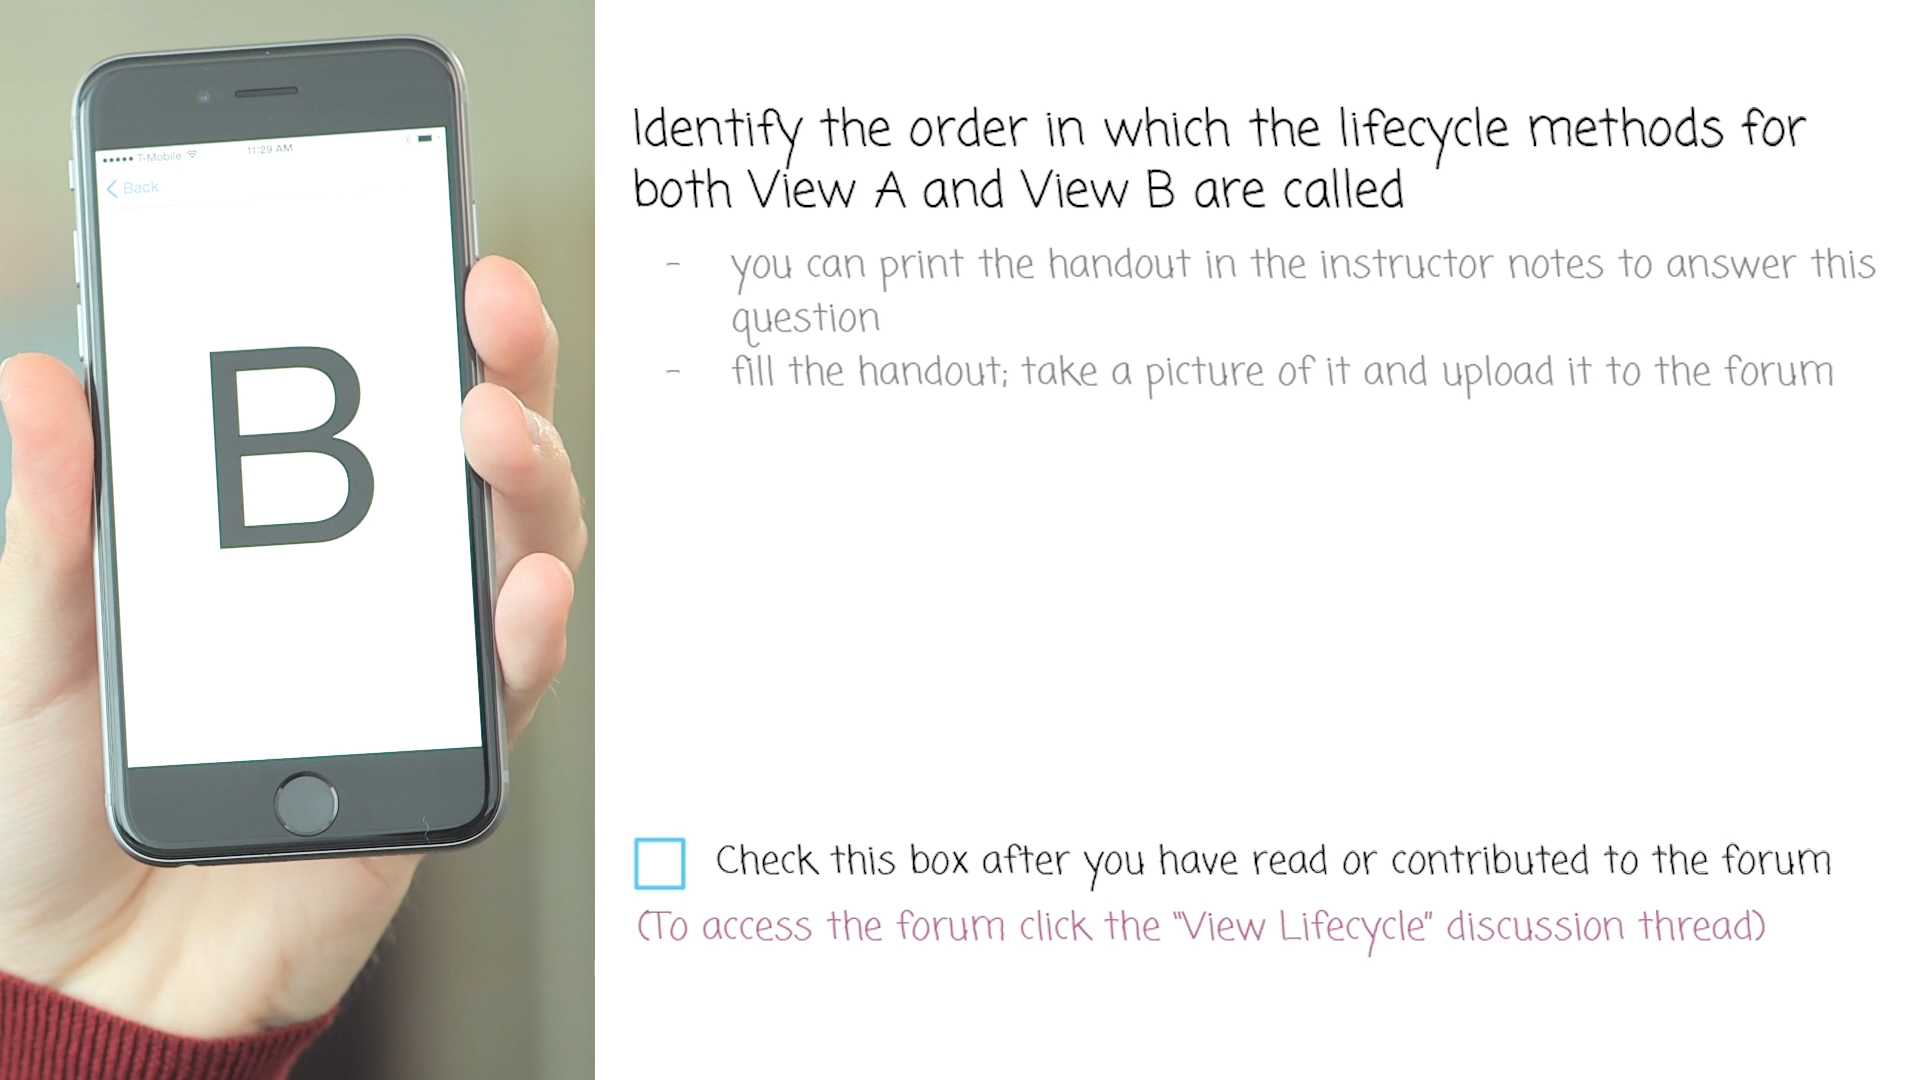 T-Mobile 11:29 AM
Back
B
Identify the order in which the lifecycle methods for
both View A and View B are called
- you can print the handout in the instructor notes to answer this
question
- fill the handout; take a picture of it and upload it to the forum
Check this box after you have read or contributed to the forum
(To access the forum click the "View Lifecycle" discussion thread)